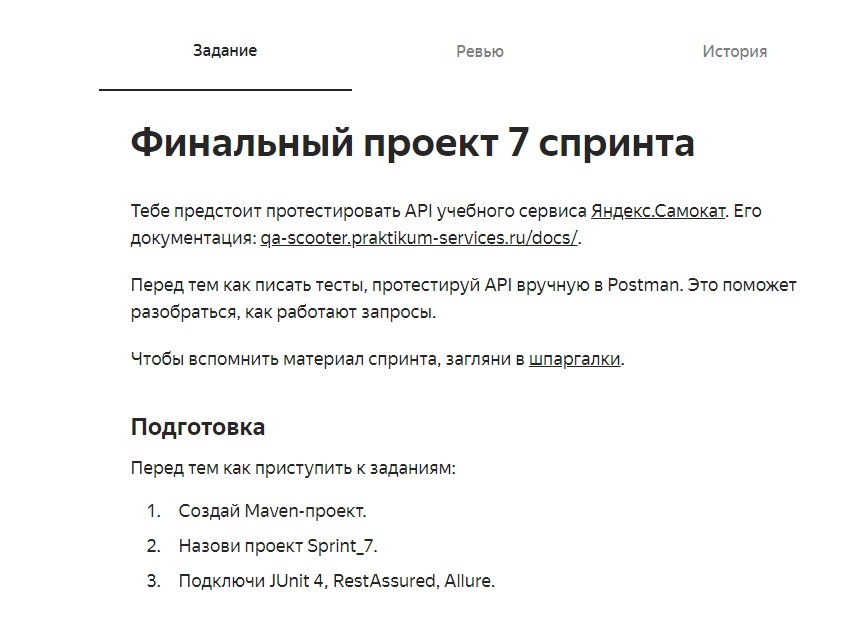 Задание
Ревью
История
Финальный проект 7 спринта
Тебе предстоит протестировать API учебного сервиса Яндекс.Самокат. Его
документация: qa-scooter.praktikum-services.ru/docs/.
Перед тем как писать тесты, протестируй API вручную в Postman. Это поможет
разобраться, как работают запросы.
Чтобы вспомнить материал спринта, загляни в шпаргалки.
Подготовка
Перед тем как приступить к заданиям:
1. Создай Maven-проект.
2. Назови проект Sprint_7.
3. Подключи JUnit 4, RestAssured, Allure.